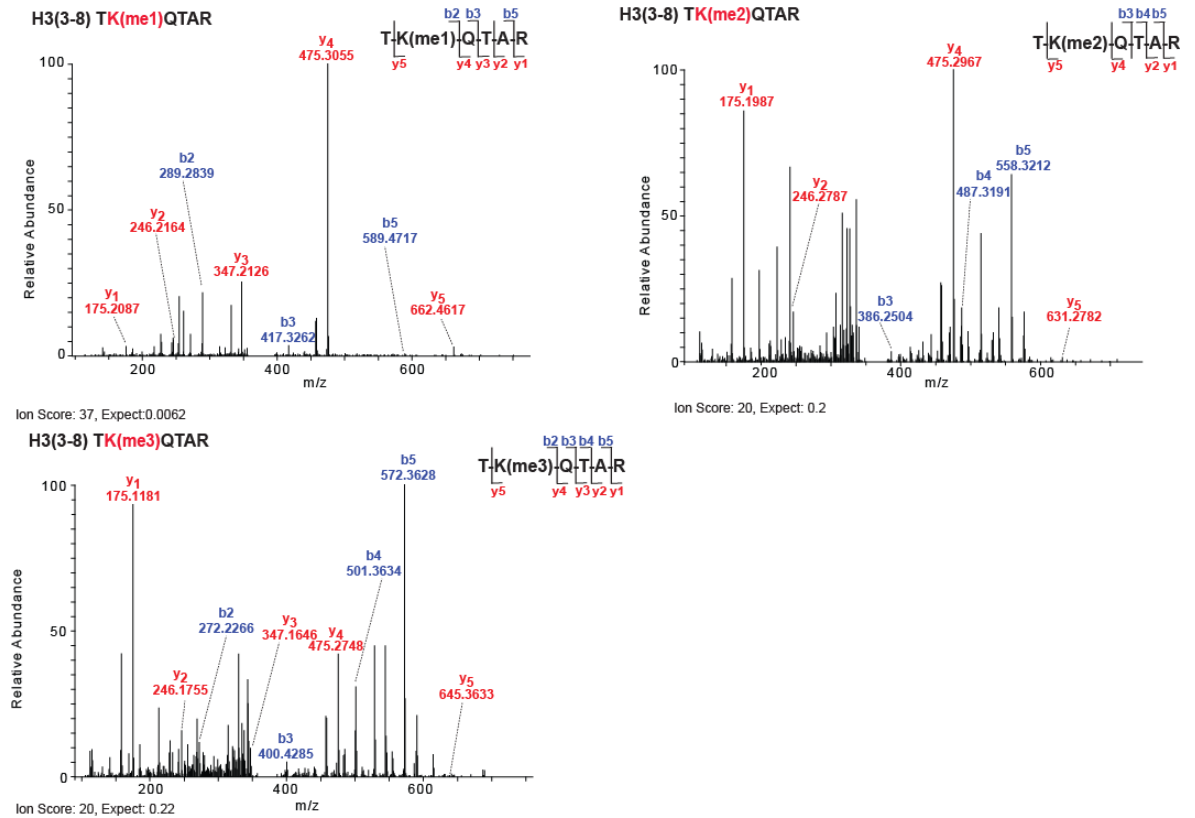 H3(3-8) TK(me1)QTAR
b2 b3 b5
T-K(me1)-Q-T-A-R
y5 y4 y3 y2 y1
y4
475.3055
100
b2
289.2839
50
y2
246.2164
b5
589.4717
y3
347.2126
y1
175.2087
b3
417.3262
y5
662.4617
Relative Abundance
0
200 400 600
m/z
Ion Score: 37, Expect:0.0062
H3(3-8) TK(me2)QTAR
b3 b4 b5
T-K(me2)-Q-T-A-R
y5 y4 y2 y1
y4
475.2967
100
y1
175.1987
b5
558.3212
b4
487.3191
y2
246.2787
50
b3
386.2504
y5
631.2782
Relative Abundance
0
200 400 600
m/z
Ion Score: 20, Expect: 0.2
H3(3-8) TK(me3)QTAR
b2 b3 b4 b5
T-K(me3)-Q-T-A-R
y5 y4 y3 y2 y1
b5
572.3628
100
y1
175.1181
b4
501.3634
b2
272.2266
y3
347.1646
y4
475.2748
50
y2
246.1755
y5
645.3633
b3
400.4285
Relative Abundance
0
200 400 600
m/z
Ion Score: 20, Expect: 0.22